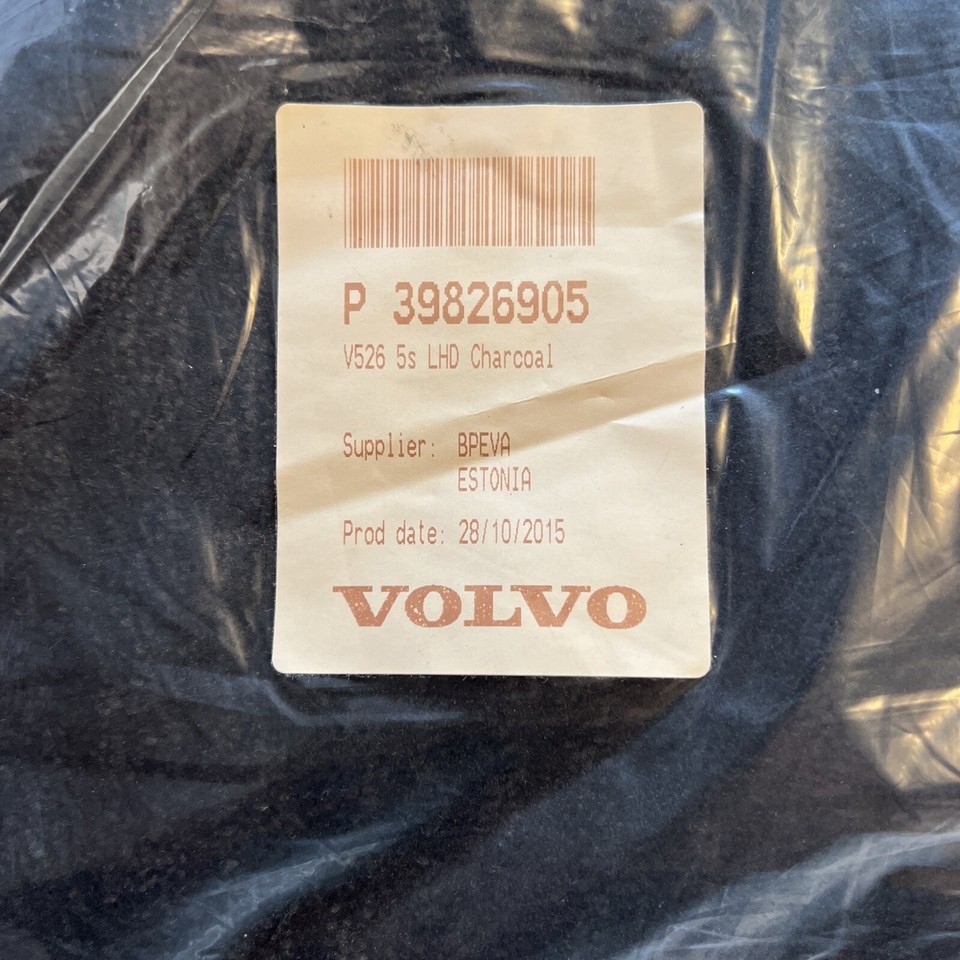 P 39826905
V526 5s LHD Charcoal
Supplier: BPEVA
ESTONIA
Prod date: 28/10/2015
VOLVO